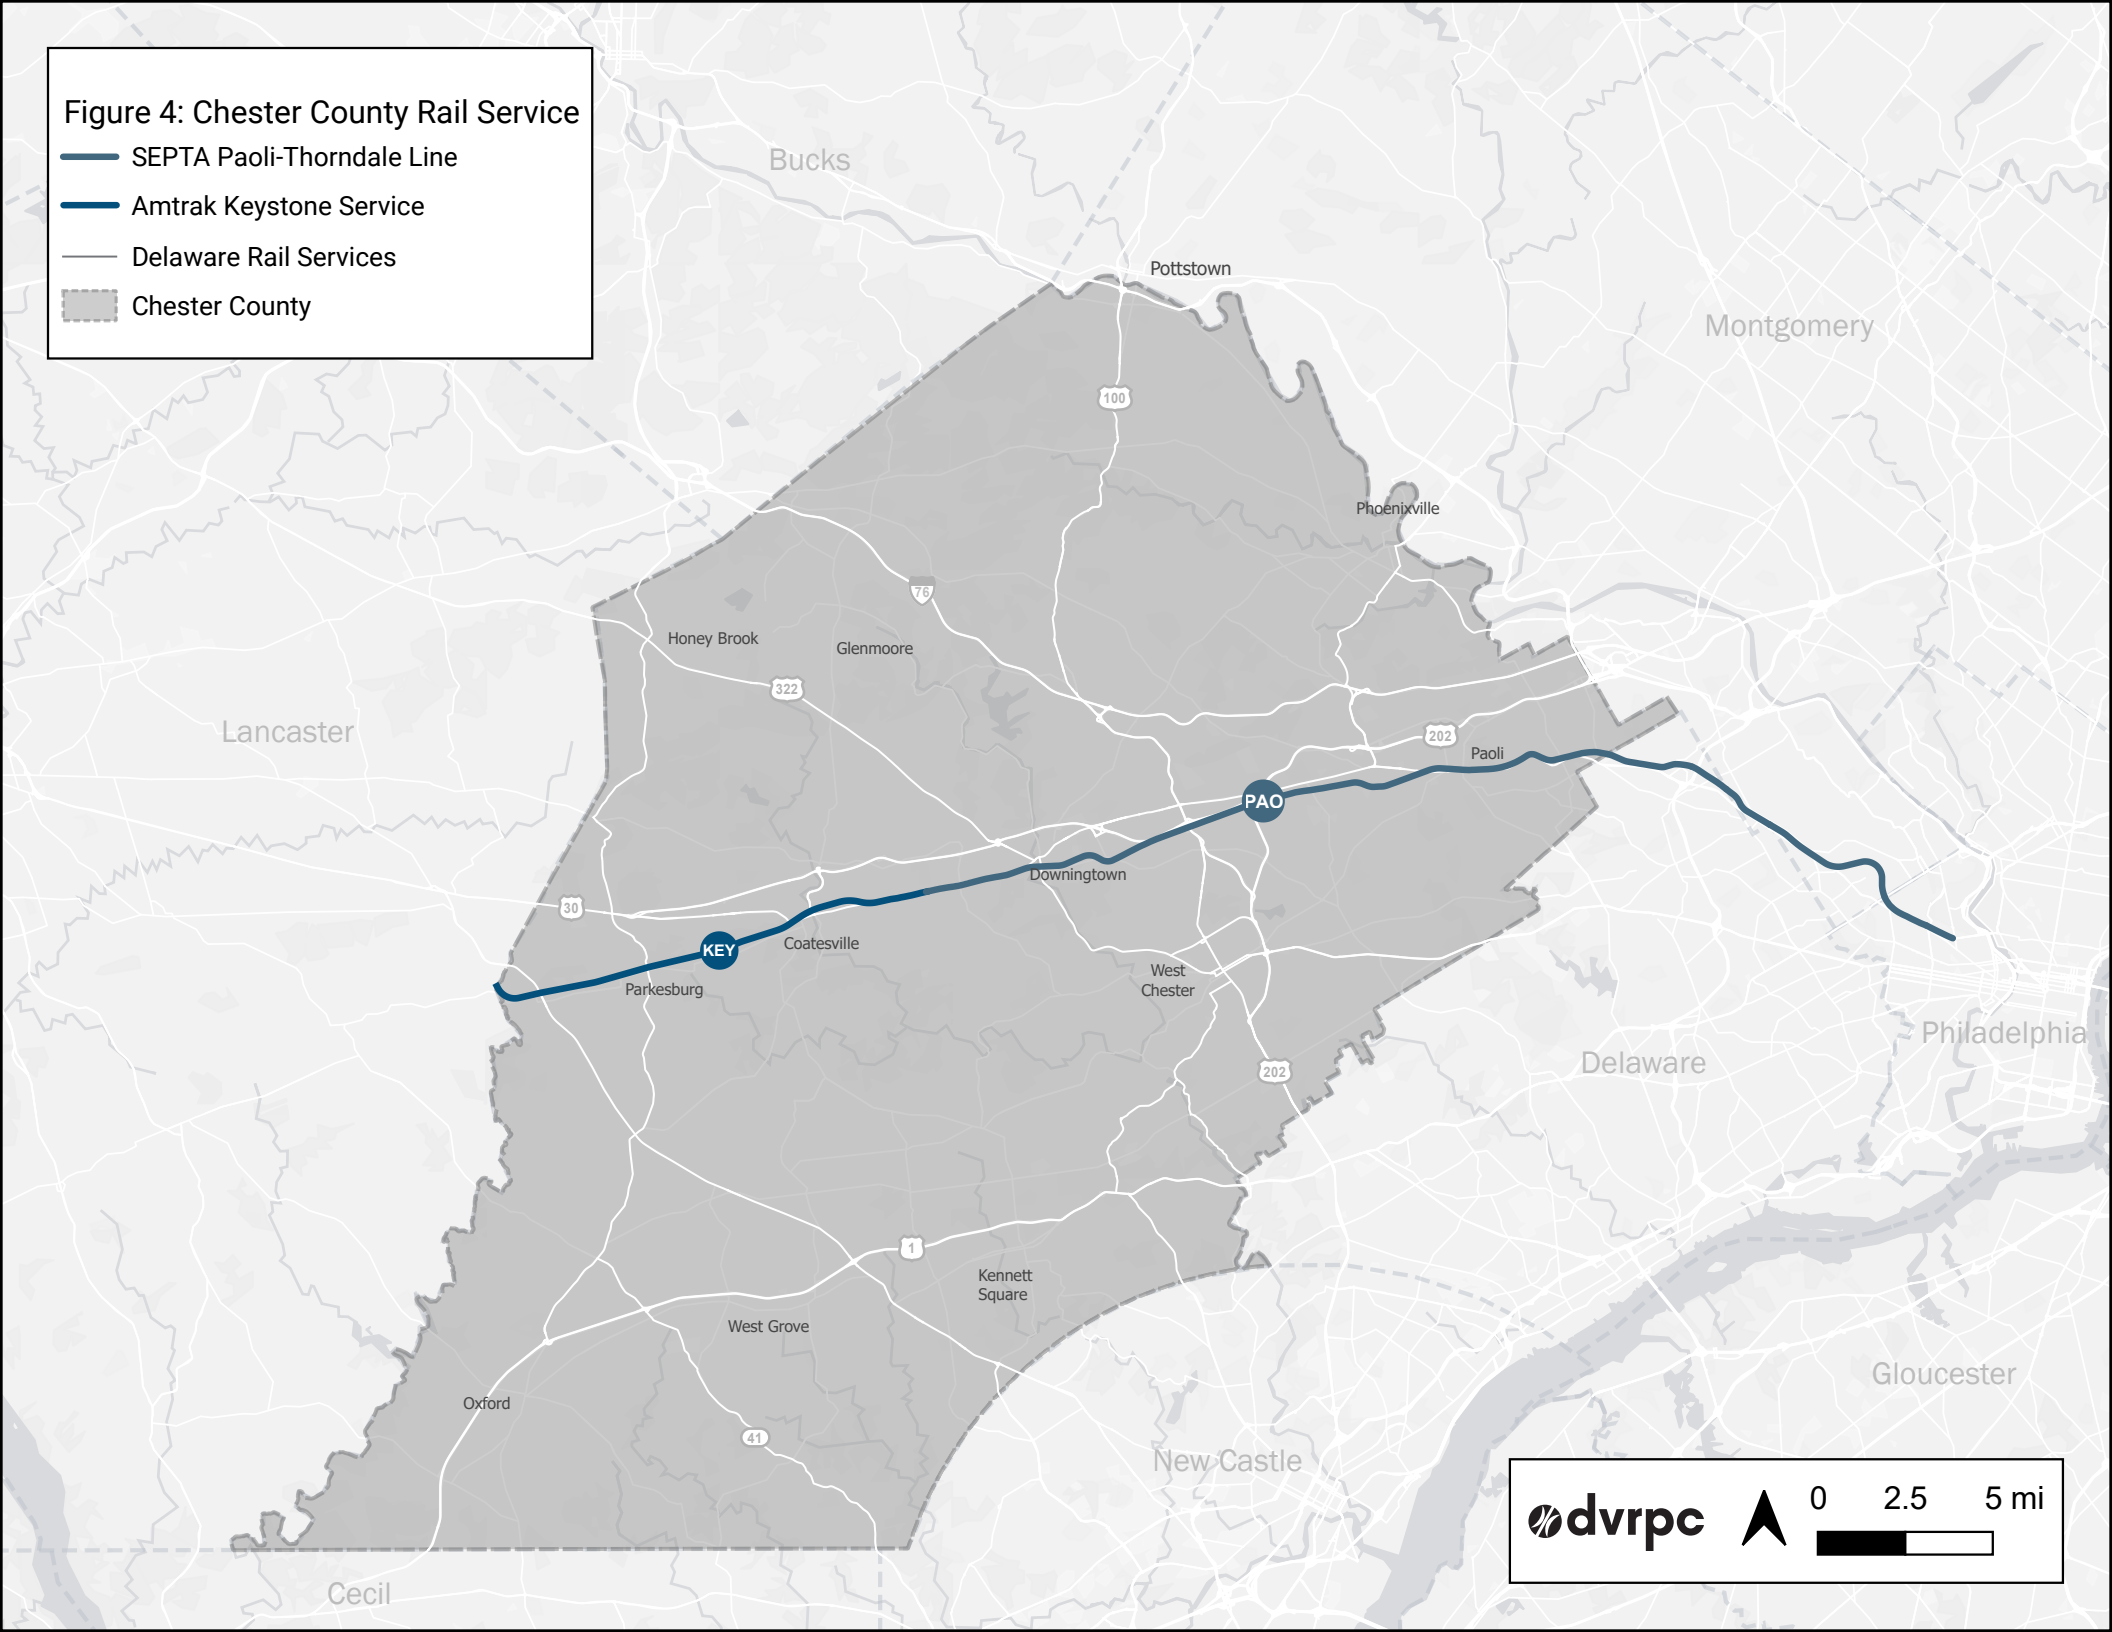 Figure 4: Chester County Rail Service
SEPTA Paoli-Thorndale Line
Amtrak Keystone Service
Delaware Rail Services
Chester County
Bucks
Pottstown
Montgomery
100
Phoenixville
76
Honey Brook
Glenmoore
322
Lancaster
202
Paoli
PAO
Downingtown
30
KEY
Coatesville
Parkesburg
West
Chester
Philadelphia
Delaware
202
1
Kennett
Square
West Grove
Gloucester
Oxford
41
New Castle
Cecil
dvrpc
0 2.5 5 mi